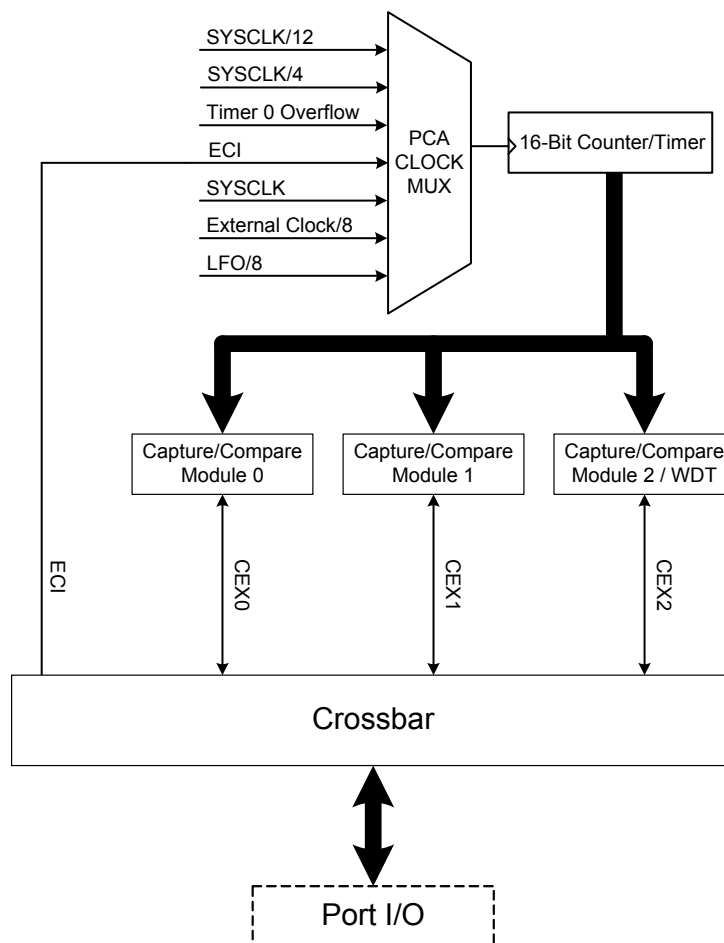 SYSCLK/12
SYSCLK/4
Timer 0 Overflow
ECI
SYSCLK
External Clock/8
LFO/8
PCA
CLOCK
MUX
16-Bit Counter/Timer
Capture/Compare
Module 0
Capture/Compare
Module 1
Capture/Compare
Module 2 / WDT
ECI
CEX0
CEX1
CEX2
Crossbar
Port I/O